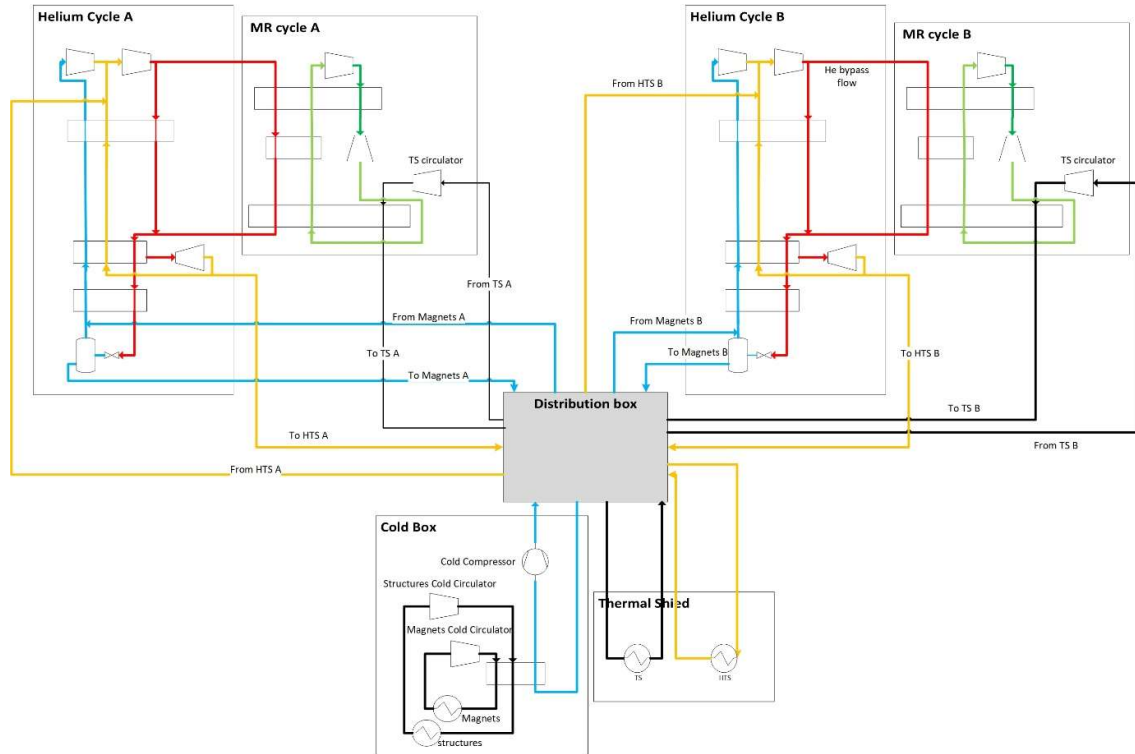 Helium Cycle A
MR cycle A
Helium Cycle B
MR cycle B
He bypass
flow
From HTS B
TS circulator
TS circulator
From TS A
From Magnets A
From Magnets B
To TS A
To Magnets B
To HTS B
To Magnets A
Distribution box
To TS B
To HTS A
From TS B
From HTS A
Cold Box
Cold Compressor
Structures Cold Circulator
Thermal Shied
Magnets Cold Circulator
TS
HTS
Magnets
structures